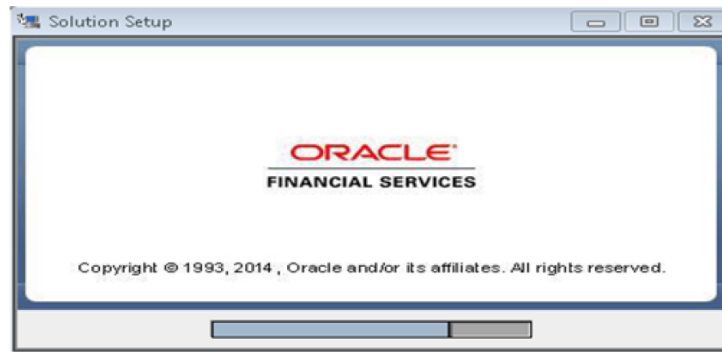 Solution Setup
ORACLE®
FINANCIAL SERVICES
Copyright © 1993, 2014 , Oracle and/or its affiliates. All rights reserved.